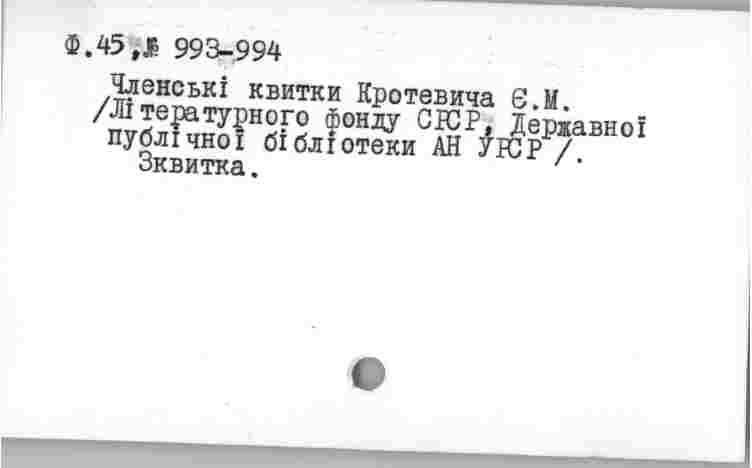 Ф.45,№ 993-994
Членські квитки Кротевича Є.М.
/Літературного фонду СРСР, Державної
публічної бібліотеки АН УРСР /.
3квитка.